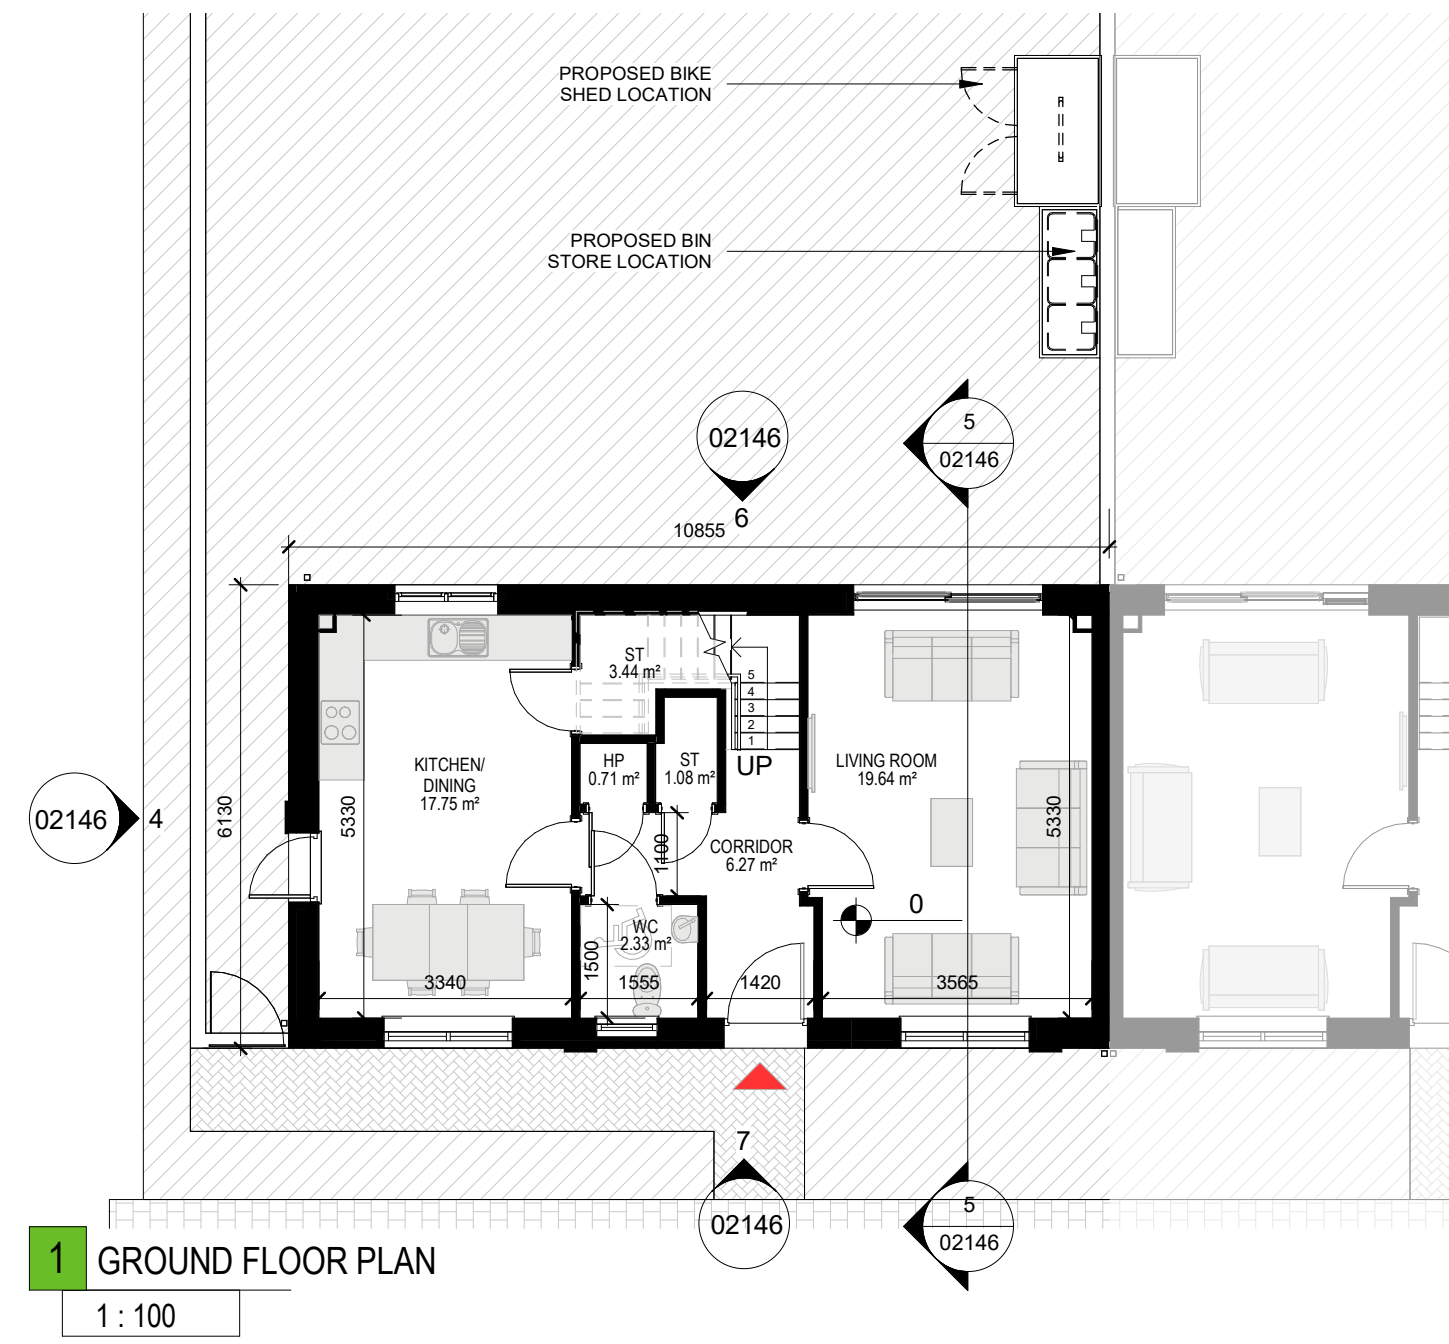 PROPOSED BIKE
SHED LOCATION
PROPOSED BIN
STORE LOCATION
02146
6
5
02146
10855
ST
3.44 m²
5
4
3
2
1
UP
HP
0.71 m²
ST
1.08 m²
KITCHEN/
DINING
17.75 m²
LIVING ROOM
19.64 m²
02146
4
6130
5330
5330
1100
CORRIDOR
6.27 m²
0
WC
2.33 m²
1500
3340
1555
1420
3565
7
02146
5
02146
1
GROUND FLOOR PLAN
1 : 100